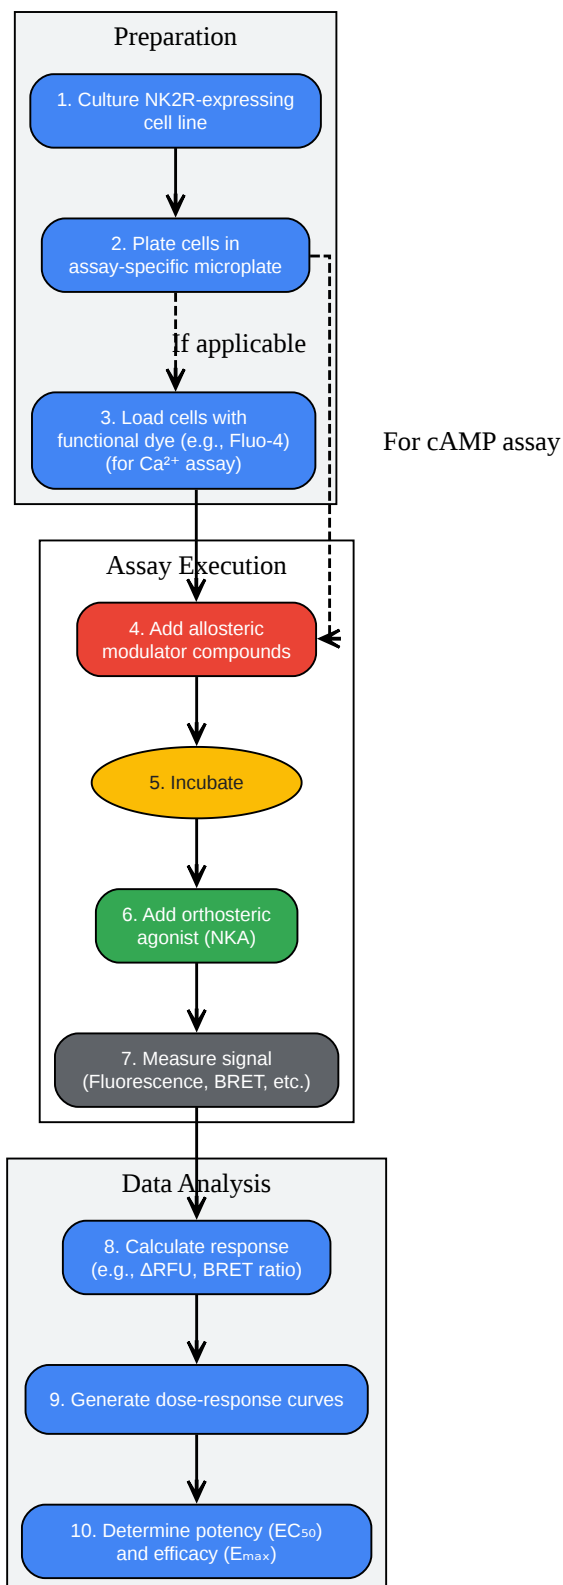 Preparation
1. Culture NK2R-expressing
cell line
2. Plate cells in
assay-specific microplate
If applicable
3. Load cells with
functional dye (e.g., Fluo-4)
(for Ca²⁺ assay)
For cAMP assay
Assay Execution
4. Add allosteric
modulator compounds
5. Incubate
6. Add orthosteric
agonist (NKA)
7. Measure signal
(Fluorescence, BRET, etc.)
Data Analysis
8. Calculate response
(e.g., ΔRFU, BRET ratio)
9. Generate dose-response curves
10. Determine potency (EC₅₀)
and efficacy (Eₘₐₓ)